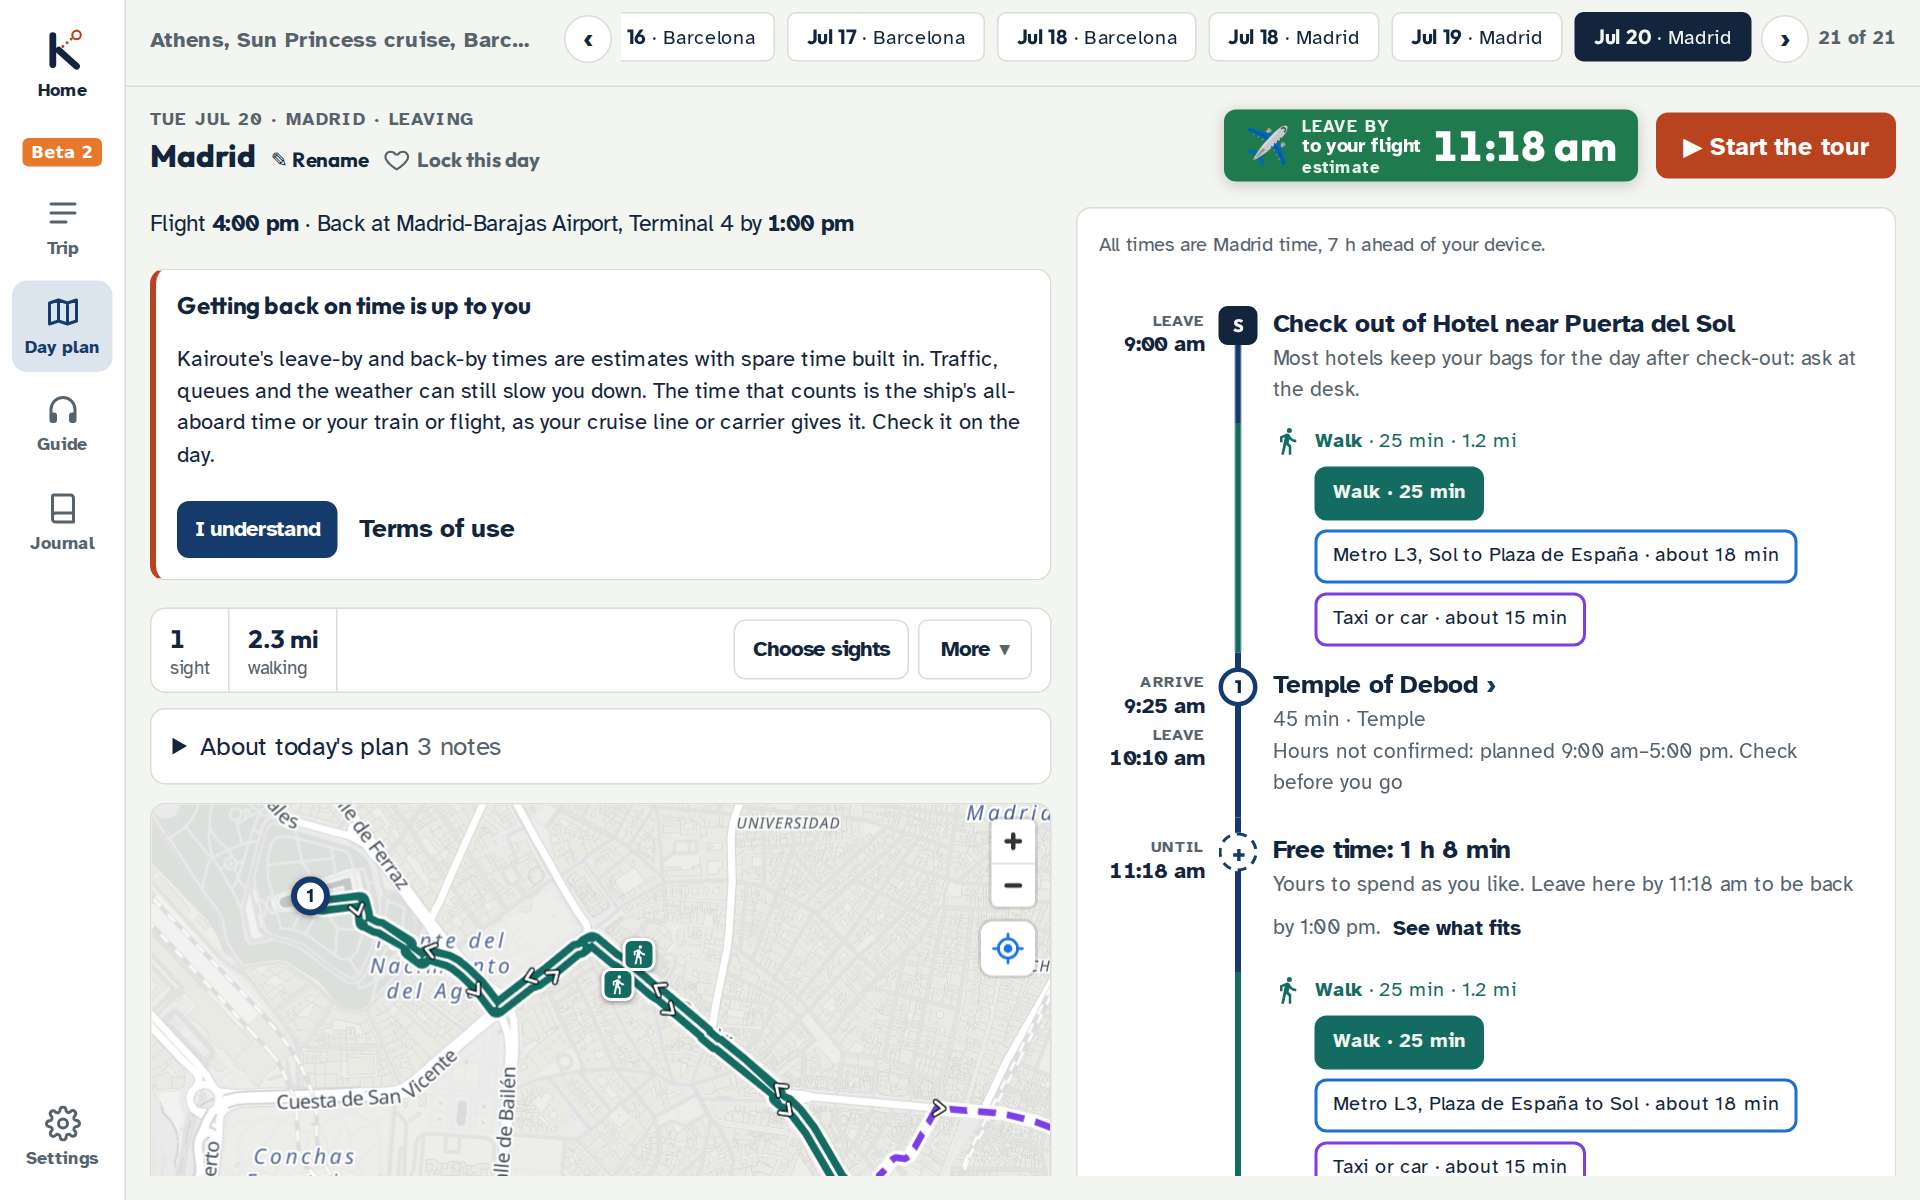 Athens, Sun Princess cruise, Barc...
‹
16 · Barcelona
Jul 17 · Barcelona
Jul 18 · Barcelona
Jul 18 · Madrid
Jul 19 · Madrid
Jul 20 · Madrid
›
21 of 21
Home
Beta 2
Trip
Day plan
Guide
Journal
Settings
TUE JUL 20 · MADRID · LEAVING
Madrid
✎ Rename
Lock this day
LEAVE BY
to your flight
estimate
11:18 am
▶ Start the tour
Flight 4:00 pm · Back at Madrid-Barajas Airport, Terminal 4 by 1:00 pm
Getting back on time is up to you
Kairoute's leave-by and back-by times are estimates with spare time built in. Traffic,
queues and the weather can still slow you down. The time that counts is the ship's all-
aboard time or your train or flight, as your cruise line or carrier gives it. Check it on the
day.
I understand
Terms of use
1
sight
2.3 mi
walking
Choose sights
More ▼
▶ About today's plan 3 notes
UNIVERSIDAD
Madrid
lle de Ferraz
ales
1
del Ag
Cuesta de San Vicente
lle de Bailén
erto
Conchas
+
−
All times are Madrid time, 7 h ahead of your device.
LEAVE
9:00 am
S
Check out of Hotel near Puerta del Sol
Most hotels keep your bags for the day after check-out: ask at
the desk.
Walk · 25 min · 1.2 mi
Walk · 25 min
Metro L3, Sol to Plaza de España · about 18 min
Taxi or car · about 15 min
ARRIVE
9:25 am
LEAVE
10:10 am
1
Temple of Debod ›
45 min · Temple
Hours not confirmed: planned 9:00 am–5:00 pm. Check
before you go
UNTIL
11:18 am
+
Free time: 1 h 8 min
Yours to spend as you like. Leave here by 11:18 am to be back
by 1:00 pm. See what fits
Walk · 25 min · 1.2 mi
Walk · 25 min
Metro L3, Plaza de España to Sol · about 18 min
Taxi or car · about 15 min